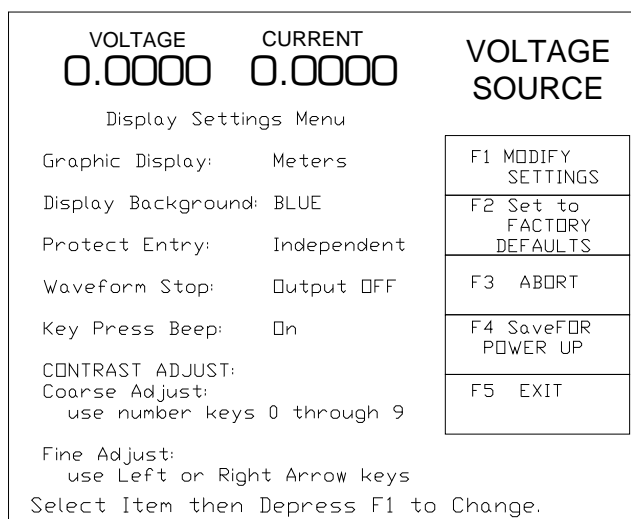 VOLTAGE CURRENT
0.0000 0.0000
VOLTAGE
SOURCE
Display Settings Menu
Graphic Display: Meters
Display Background: BLUE
Protect Entry: Independent
Waveform Stop: Output OFF
Key Press Beep: On
CONTRAST ADJUST:
Coarse Adjust:
use number keys 0 through 9
Fine Adjust:
use Left or Right Arrow keys
F1 MODIFY
SETTINGS
F2 Set to
FACTORY
DEFAULTS
F3 ABORT
F4 SaveFOR
POWER UP
F5 EXIT
Select Item then Depress F1 to Change.